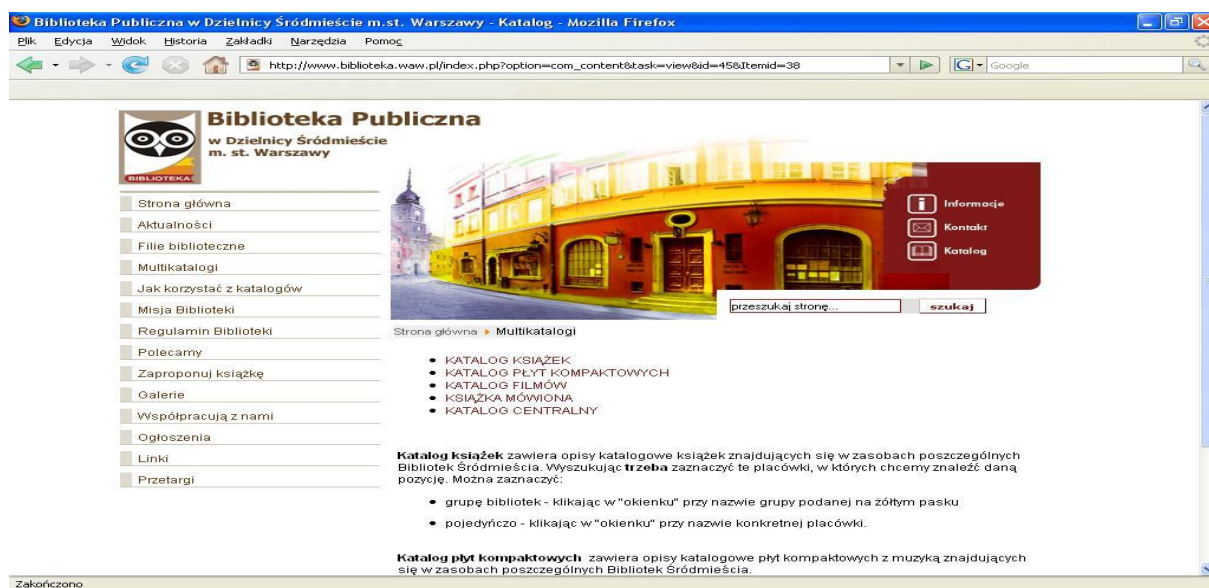 Biblioteka Publiczna w Dzielnicy Śródmieście m.st. Warszawy - Katalog - Mozilla Firefox
Plik Edycja Widok Historia Zakładki Narzędzia Pomoc
http://www.biblioteka.waw.pl/index.php?option=com_content&task=view&id=45&Itemid=38
G Google
Biblioteka Publiczna
w Dzielnicy Śródmieście
m. st. Warszawy
BIBLIOTEKA
Strona główna
Aktualności
Filie biblioteczne
Multikatalogi
Jak korzystać z katalogów
Misja Biblioteki
Regulamin Biblioteki
Polecamy
Zaproponuj książkę
Galerie
Współpracują z nami
Ogłoszenia
Linki
Przetargi
Informacje
Kontakt
Katalog
przeszukaj stronę... szukaj
Strona główna Multikatalogi
KATALOG KSIĄŻEK
KATALOG PŁYT KOMPAKTOWYCH
KATALOG FILMÓW
KSIĄŻKA MÓWIONA
KATALOG CENTRALNY
Katalog książek zawiera opisy katalogowe książek znajdujących się w zasobach poszczególnych
Bibliotek Śródmieścia. Wyszukując trzeba zaznaczyć te placówki, w których chcemy znaleźć daną
pozycję. Można zaznaczyć:
grupę bibliotek - klikając w "okienku" przy nazwie grupy podanej na żółtym pasku
pojedyńczo - klikając w "okienku" przy nazwie konkretnej placówki.
Katalog płyt kompaktowych zawiera opisy katalogowe płyt kompaktowych z muzyką znajdujących
się w zasobach poszczególnych Bibliotek Śródmieścia.
Zakończono